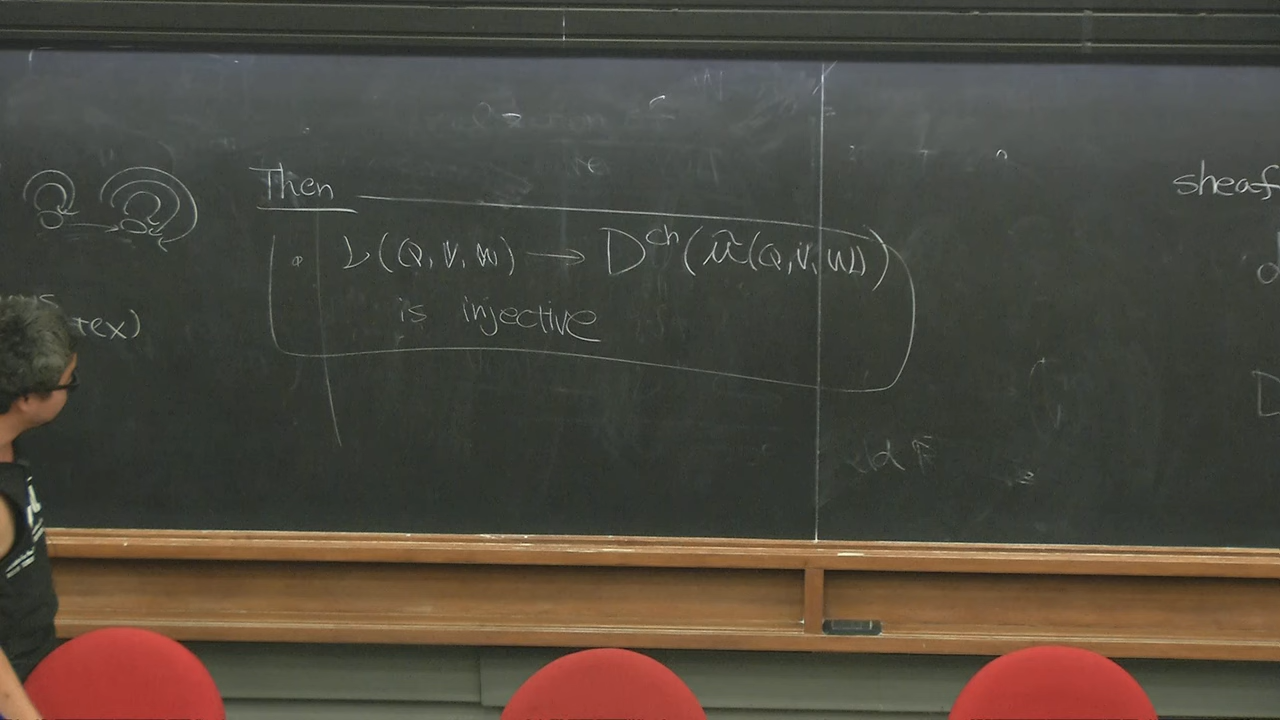 Then
sheaf
• L(Q, V, W) → D^ch(ũ(Q, V, W))
is injective
tex)
D